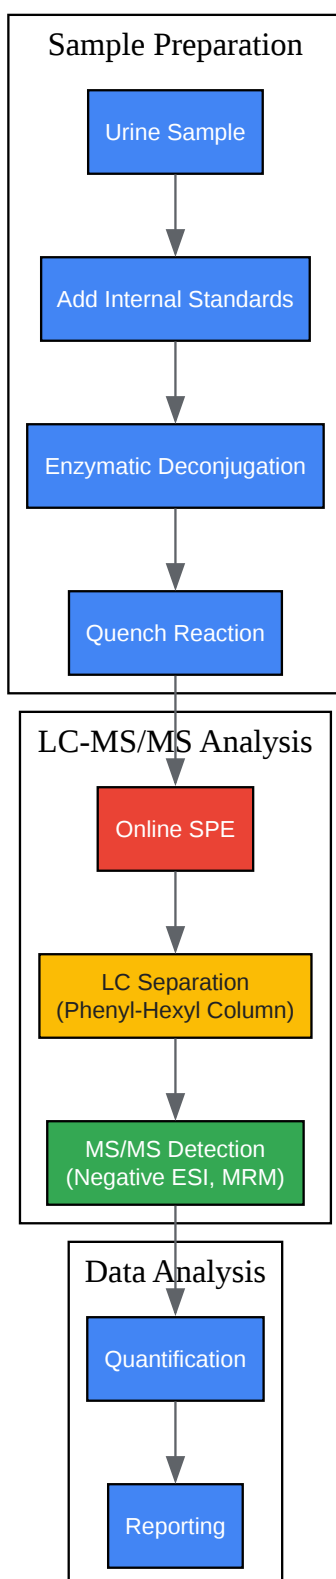 Sample Preparation
Urine Sample
Add Internal Standards
Enzymatic Deconjugation
Quench Reaction
LC-MS/MS Analysis
Online SPE
LC Separation
(Phenyl-Hexyl Column)
MS/MS Detection
(Negative ESI, MRM)
Data Analysis
Quantification
Reporting